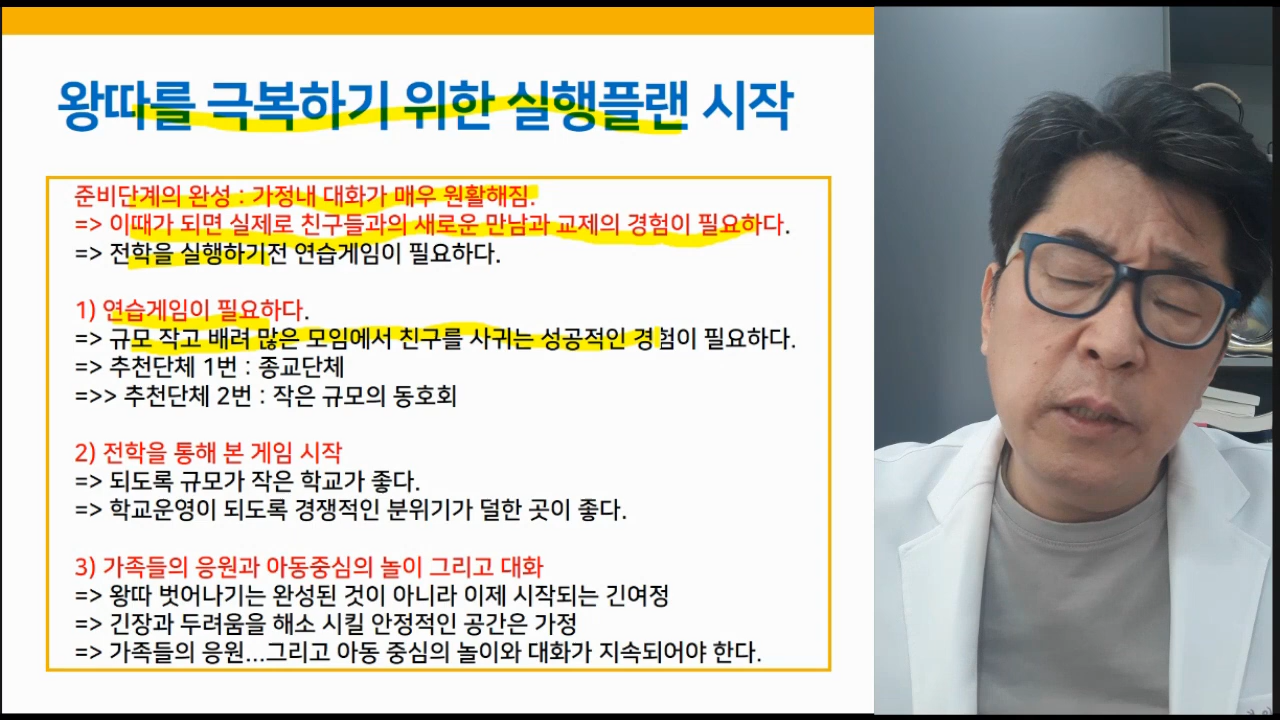 왕따를 극복하기 위한 실행플랜 시작
준비단계의 완성 : 가정내 대화가 매우 원활해짐.
=> 이때가 되면 실제로 친구들과의 새로운 만남과 교제의 경험이 필요하다.
=> 전학을 실행하기전 연습게임이 필요하다.
1) 연습게임이 필요하다.
=> 규모 작고 배려 많은 모임에서 친구를 사귀는 성공적인 경험이 필요하다.
=> 추천단체 1번 : 종교단체
=>> 추천단체 2번 : 작은 규모의 동호회
2) 전학을 통해 본 게임 시작
=> 되도록 규모가 작은 학교가 좋다.
=> 학교운영이 되도록 경쟁적인 분위기가 덜한 곳이 좋다.
3) 가족들의 응원과 아동중심의 놀이 그리고 대화
=> 왕따 벗어나기는 완성된 것이 아니라 이제 시작되는 긴여정
=> 긴장과 두려움을 해소 시킬 안정적인 공간은 가정
=> 가족들의 응원...그리고 아동 중심의 놀이와 대화가 지속되어야 한다.